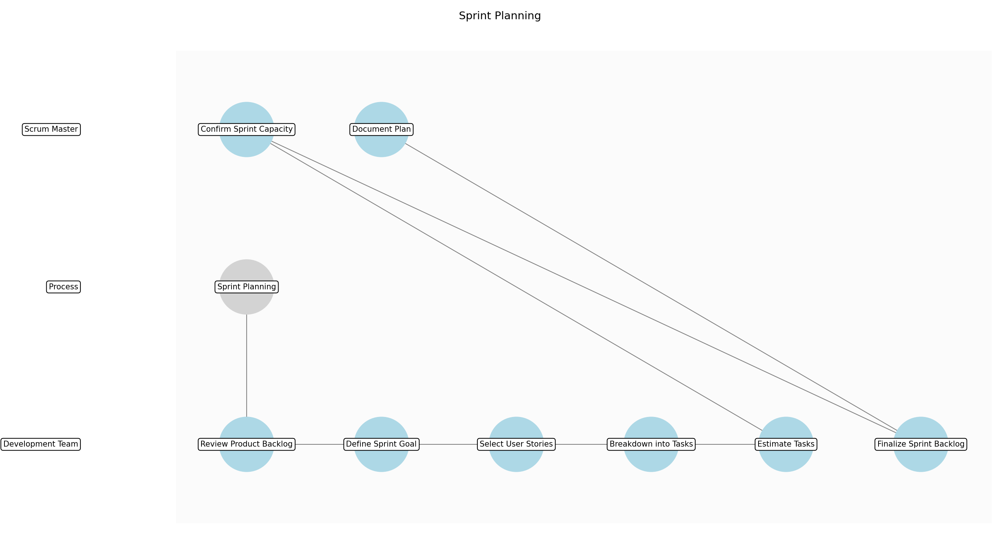 Sprint Planning
Scrum Master
Confirm Sprint Capacity
Document Plan
Process
Sprint Planning
Development Team
Review Product Backlog
Define Sprint Goal
Select User Stories
Breakdown into Tasks
Estimate Tasks
Finalize Sprint Backlog